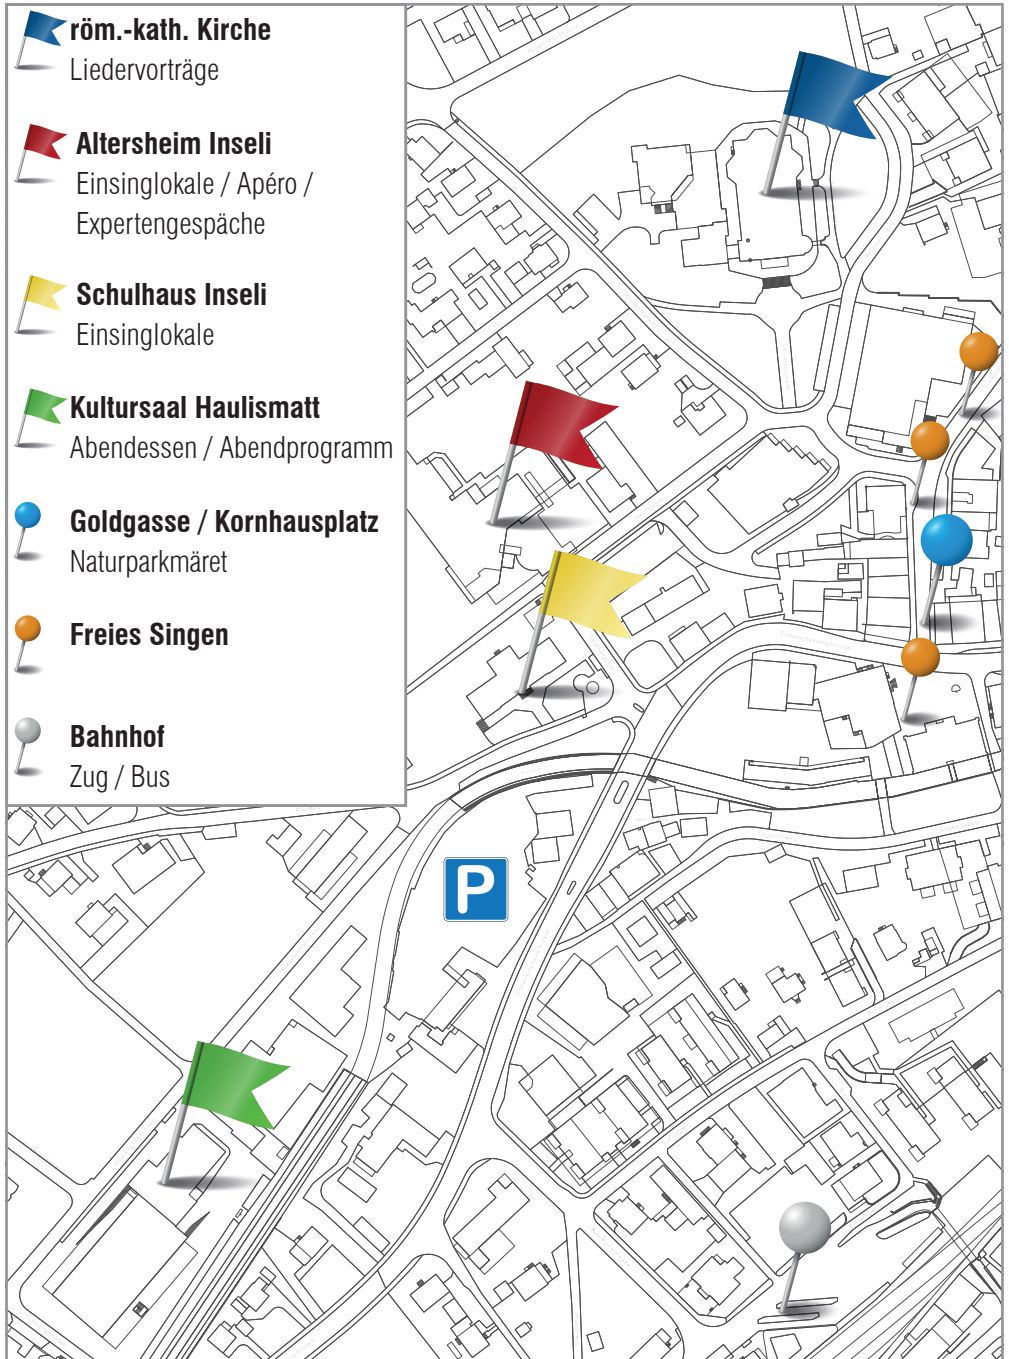 röm.-kath. Kirche
Liedervorträge
Altersheim Inseli
Einsinglokale / Apéro /
Expertengespäche
Schulhaus Inseli
Einsinglokale
Kultursaal Haulismatt
Abendessen / Abendprogramm
Goldgasse / Kornhausplatz
Naturparkmäret
Freies Singen
Bahnhof
Zug / Bus
P